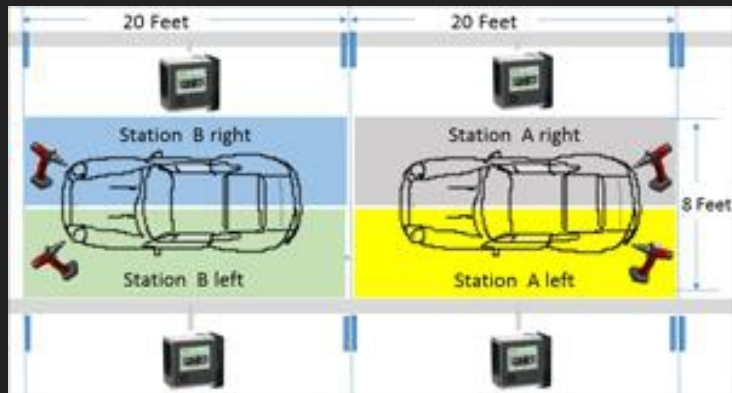 20 Feet
20 Feet
Station B right
Station A right
8 Feet
Station B left
Station A left